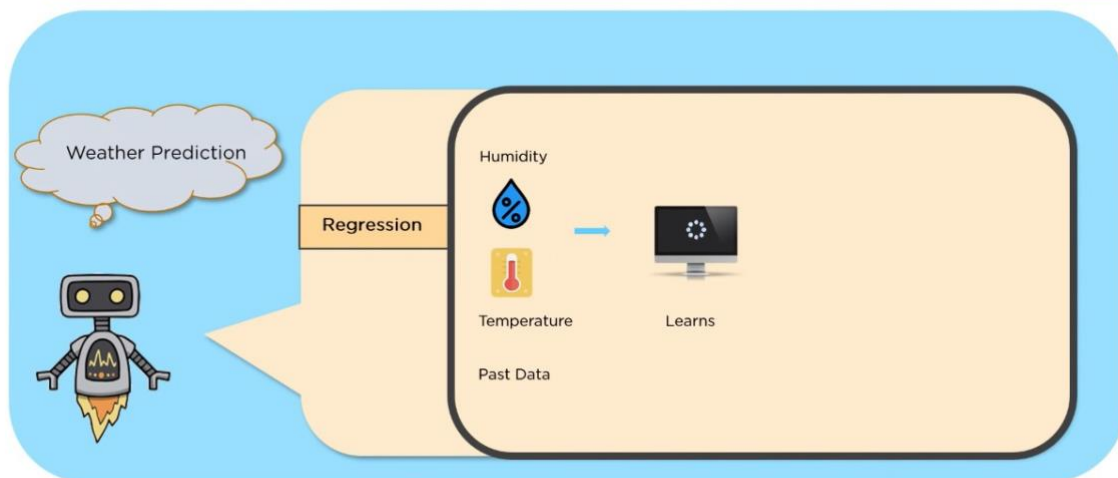 Weather Prediction
Regression
Humidity
%
Temperature
Learns
Past Data